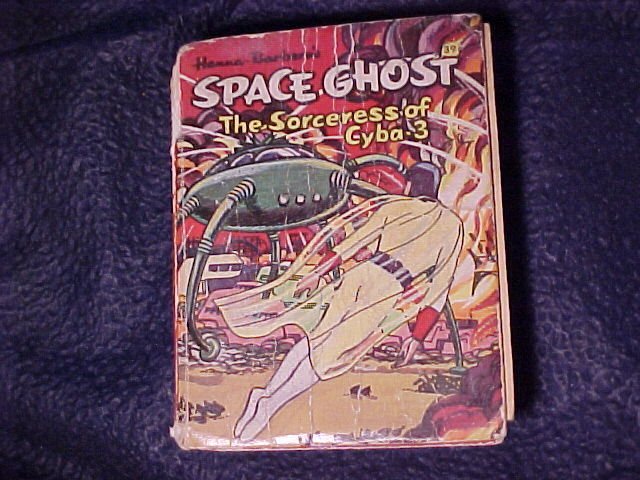 Hanna-Barbera's
SPACE GHOST
39¢
The Sorceress of
Cyba-3